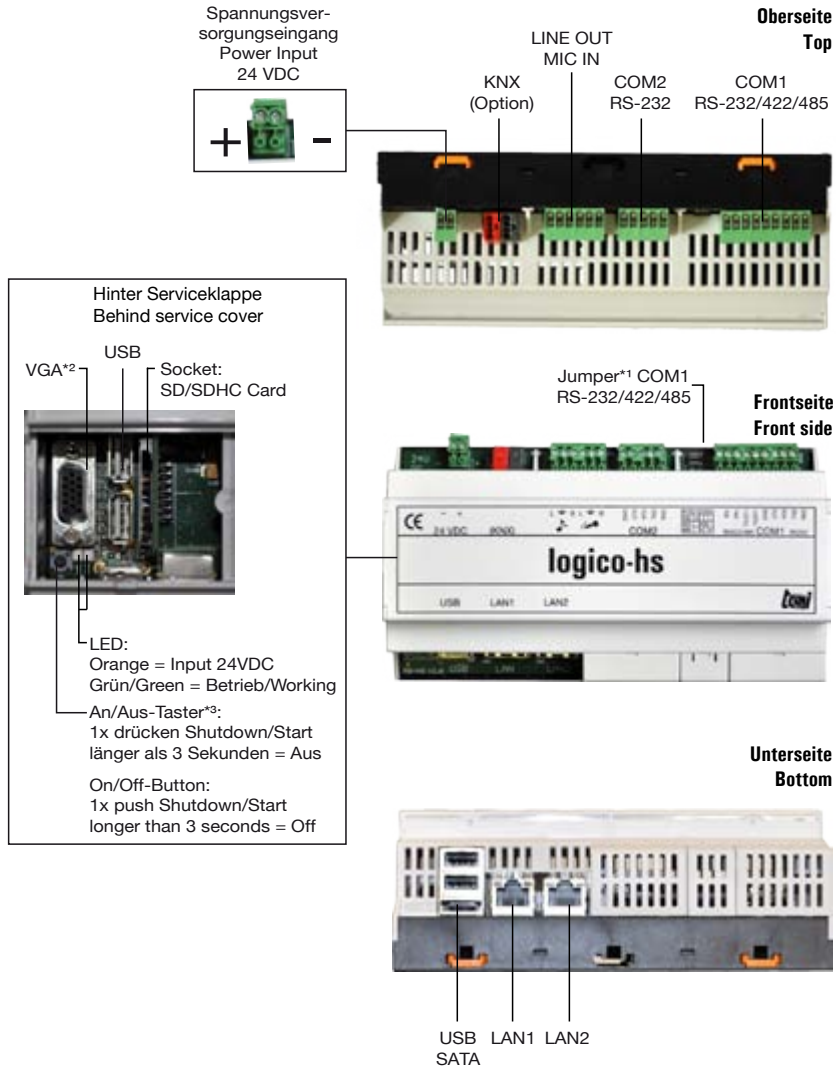 Spannungsver-
sorgungseingang
Power Input
24 VDC
+ -
Oberseite
Top
LINE OUT
MIC IN
KNX
(Option)
COM2
RS-232
COM1
RS-232/422/485
Hinter Serviceklappe
Behind service cover
VGA*²
USB
Socket:
SD/SDHC Card
LED:
Orange = Input 24VDC
Grün/Green = Betrieb/Working
An/Aus-Taster*³:
1x drücken Shutdown/Start
länger als 3 Sekunden = Aus
On/Off-Button:
1x push Shutdown/Start
longer than 3 seconds = Off
Jumper*¹ COM1
RS-232/422/485
Frontseite
Front side
CE
24 VDC (KNX) COM2 COM1
logico-hs
USB LAN1 LAN2
USB LAN
Unterseite
Bottom
USB
SATA
LAN1
LAN2